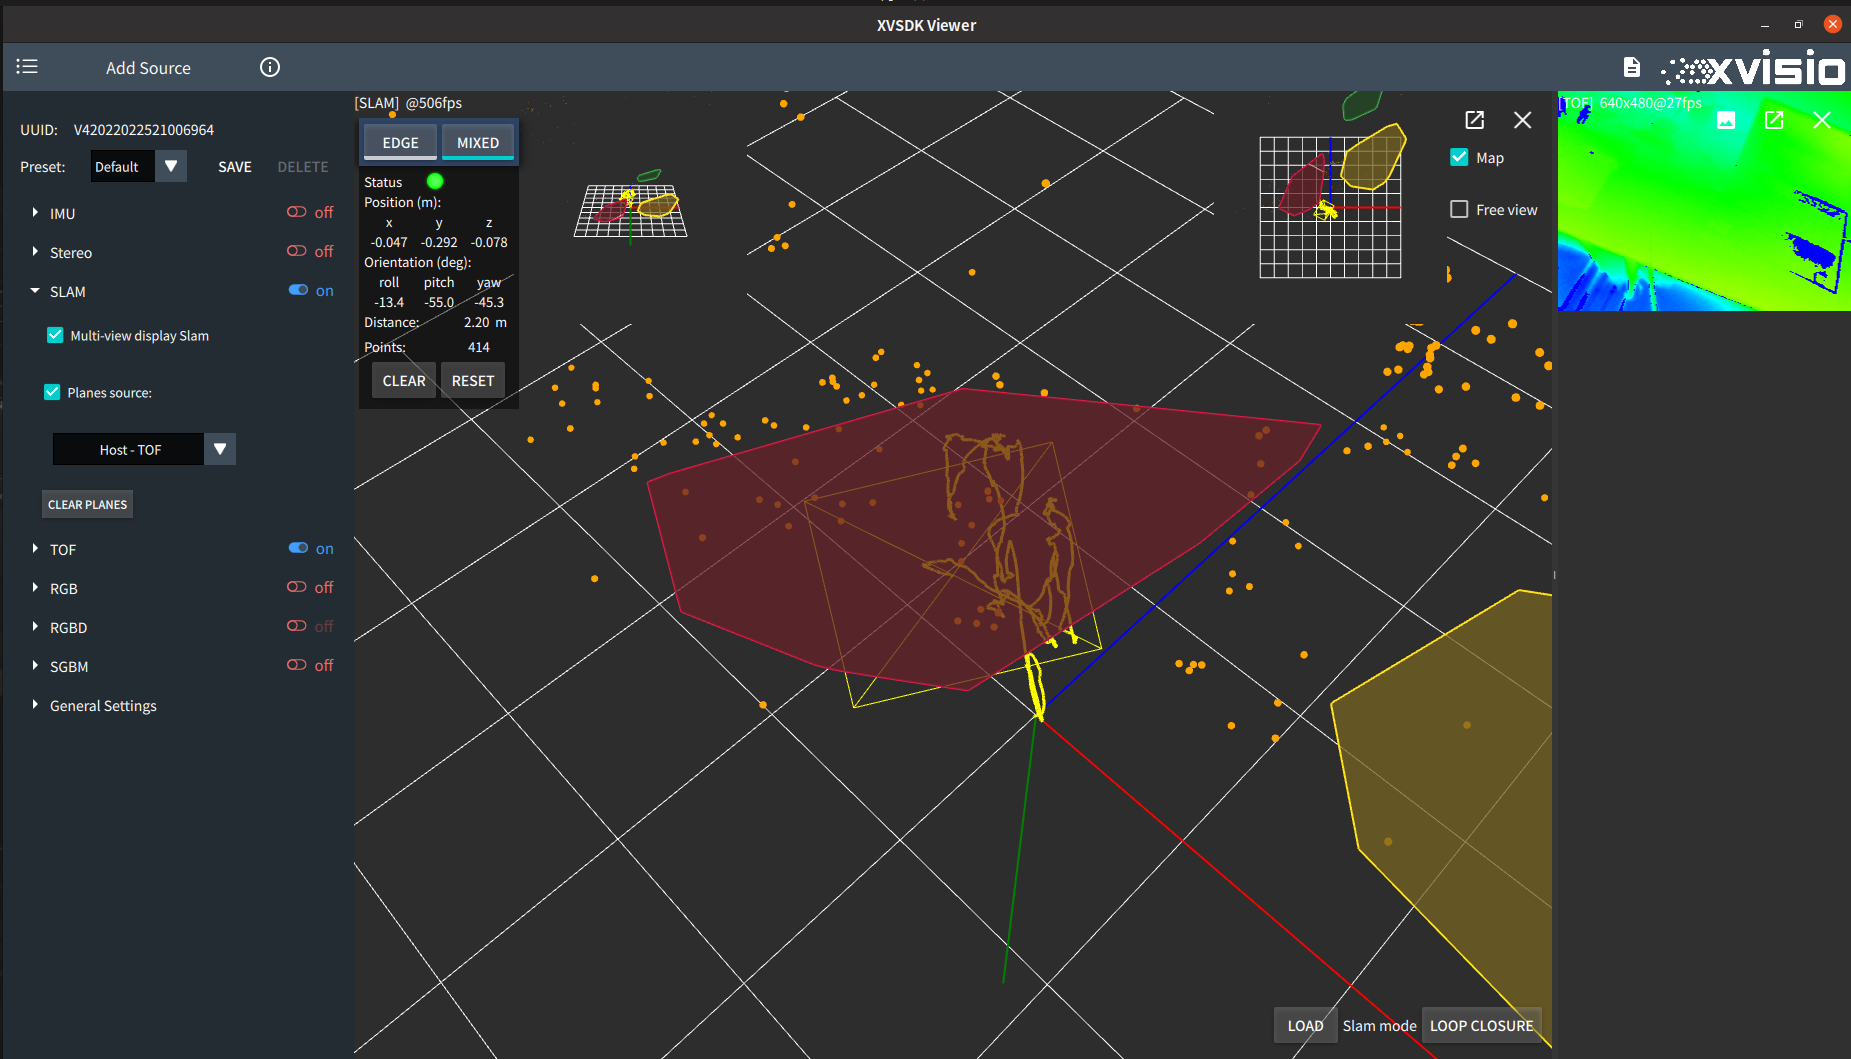 XVSDK Viewer
Add Source
xvisio
UUID: V42022022521006964
Preset: Default SAVE DELETE
IMU off
Stereo off
SLAM on
Multi-view display Slam
Planes source:
Host - TOF
CLEAR PLANES
TOF on
RGB off
RGBD off
SGBM off
General Settings
[SLAM] @506fps
EDGE MIXED
Status
Position (m):
x y z
-0.047 -0.292 -0.078
Orientation (deg):
roll pitch yaw
-13.4 -55.0 -45.3
Distance: 2.20 m
Points: 414
CLEAR RESET
Map
Free view
LOAD Slam mode LOOP CLOSURE
[TOF] 640x480@27fps